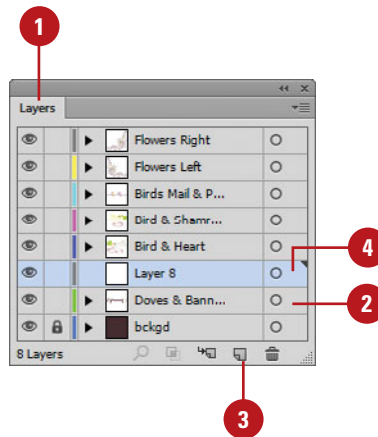 1
Layers
Flowers Right
Flowers Left
Birds Mail & P...
Bird & Shamr...
Bird & Heart
4
Layer 8
2
Doves & Bann...
bckgd
8 Layers
3